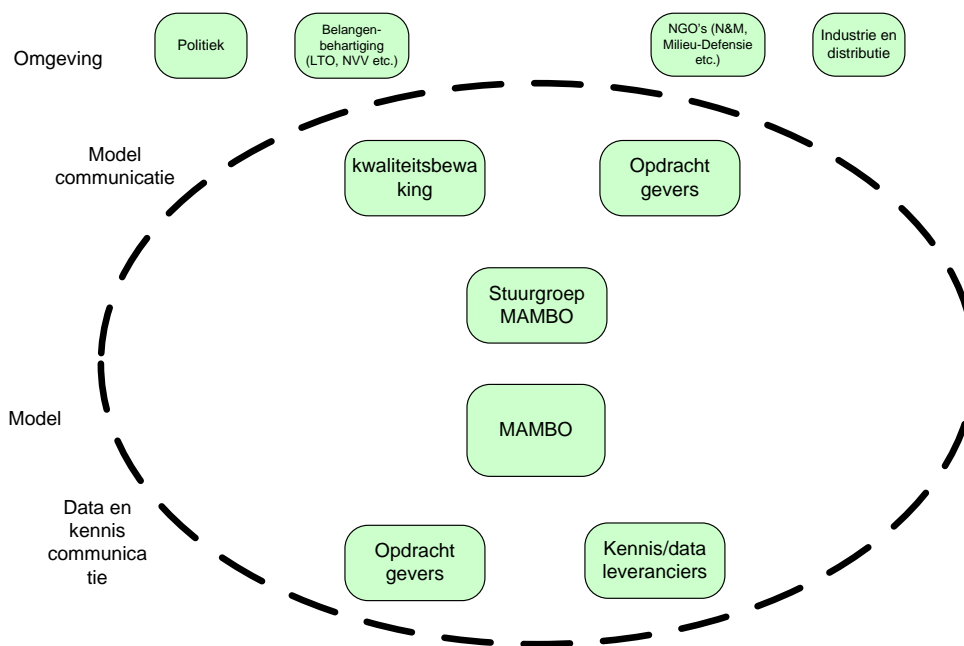 Politiek
Belangen-
behartiging
(LTO, NVV etc.)
NGO's (N&M,
Milieu-Defensie
etc.)
Industrie en
distributie
Omgeving
Model
communicatie
kwaliteitsbewa
king
Opdracht
gevers
Stuurgroep
MAMBO
Model
MAMBO
Data en
kennis
communica
tie
Opdracht
gevers
Kennis/data
leveranciers